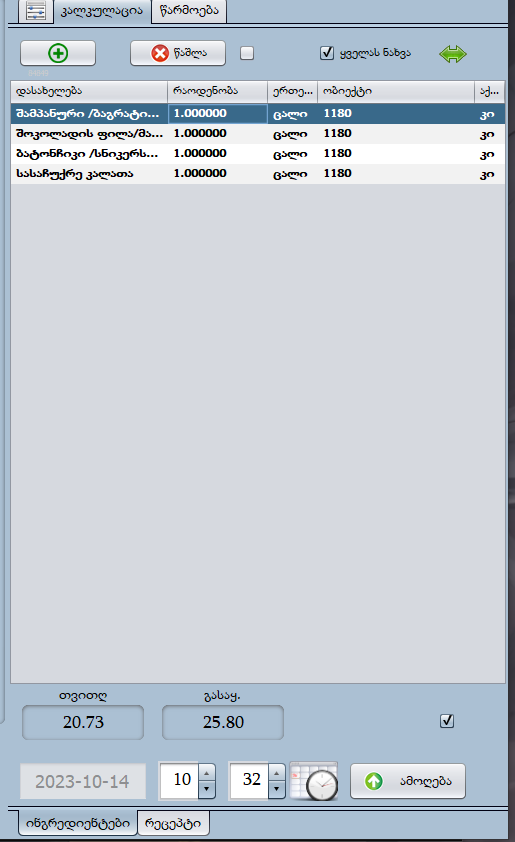 კალკულაცია წარმოება
წაშლა ყველას ნახვა
დასახელება რაოდენობა ერთე... ობიექტი აქ...
შამპანური /ბაგრატი... 1.000000 ცალი 1180 კი
შოკოლადის ფილა/მა... 1.000000 ცალი 1180 კი
ბატონჩიკი /სნიკერს... 1.000000 ცალი 1180 კი
სასაჩუქრე კალათა 1.000000 ცალი 1180 კი
თვითღ გასაყ.
20.73 25.80
2023-10-14 10 32 ამოღება
ინგრედიენტები რეცეპტი